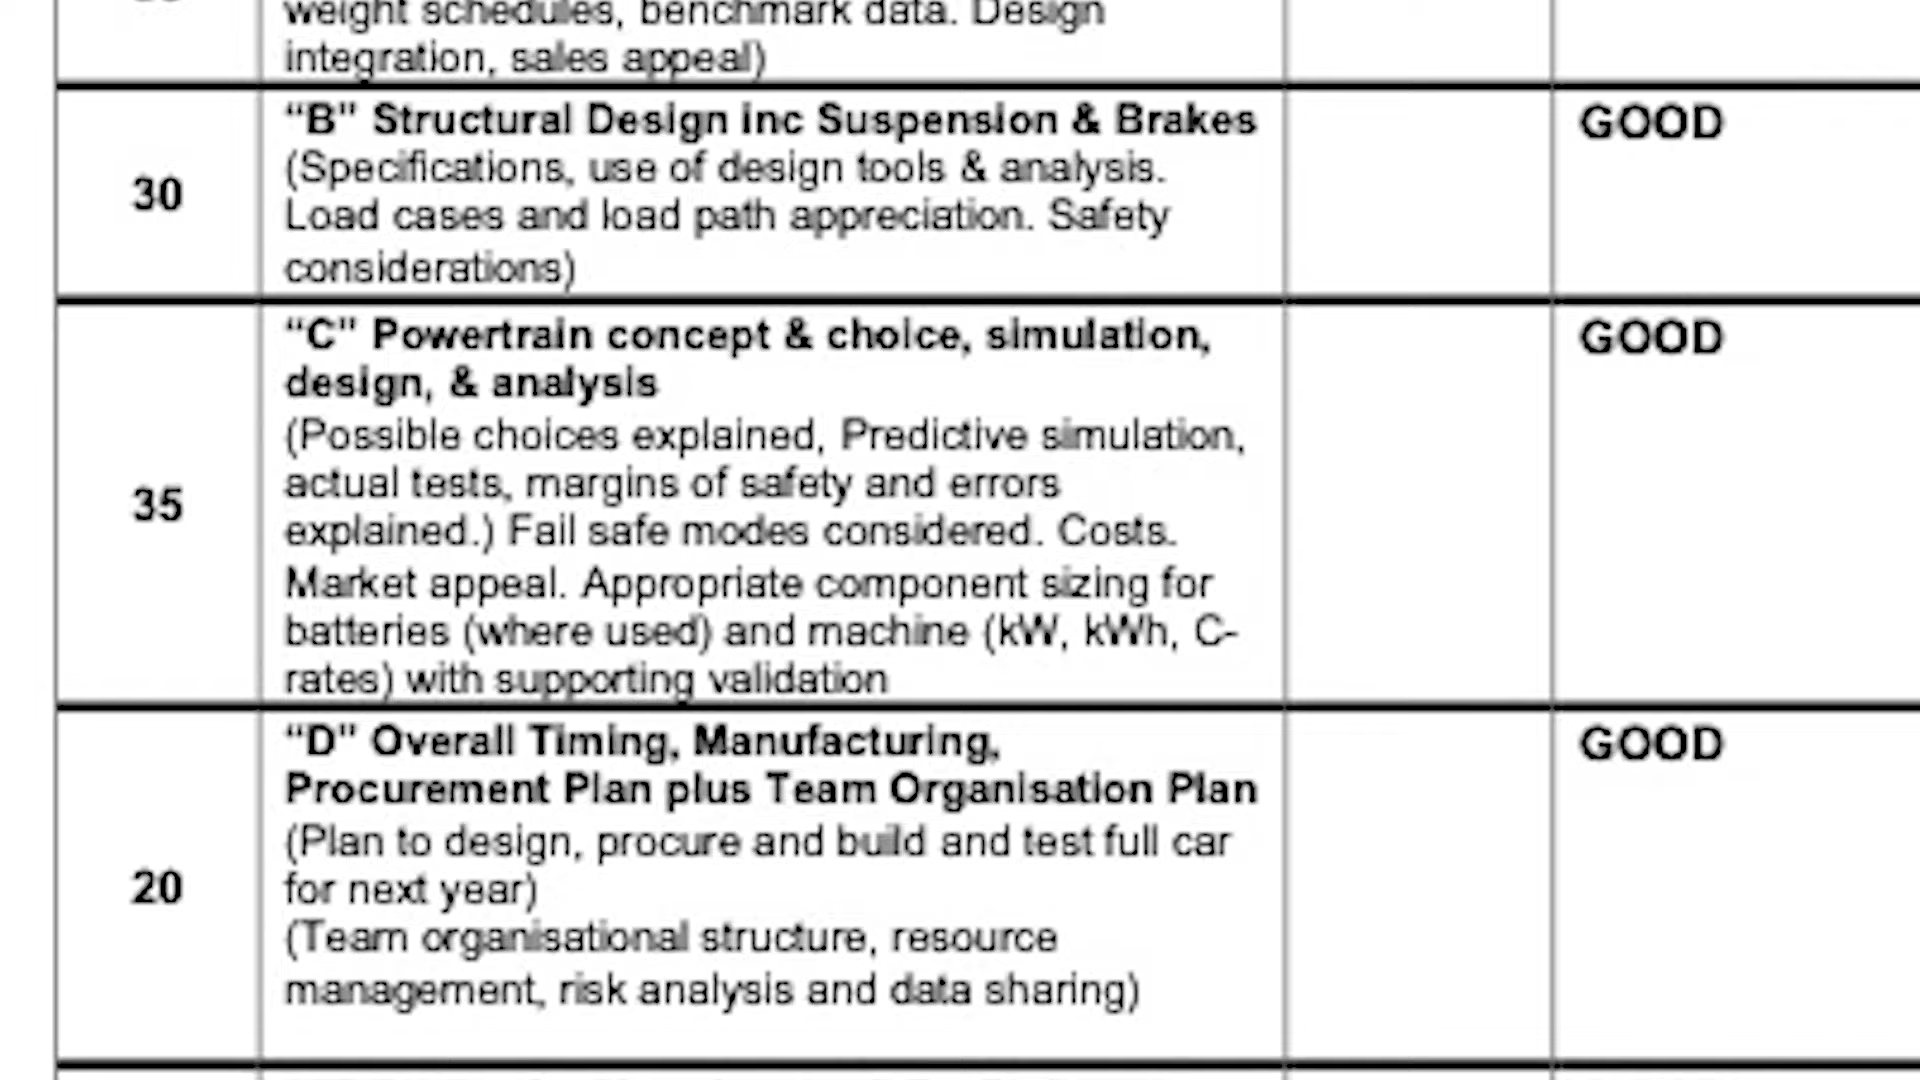 weight schedules, benchmark data. Design
integration, sales appeal)
30
“B” Structural Design inc Suspension & Brakes
(Specifications, use of design tools & analysis.
Load cases and load path appreciation. Safety
considerations)
GOOD
35
“C” Powertrain concept & choice, simulation,
design, & analysis
(Possible choices explained, Predictive simulation,
actual tests, margins of safety and errors
explained.) Fail safe modes considered. Costs.
Market appeal. Appropriate component sizing for
batteries (where used) and machine (kW, kWh, C-
rates) with supporting validation
GOOD
20
“D” Overall Timing, Manufacturing,
Procurement Plan plus Team Organisation Plan
(Plan to design, procure and build and test full car
for next year)
(Team organisational structure, resource
management, risk analysis and data sharing)
GOOD